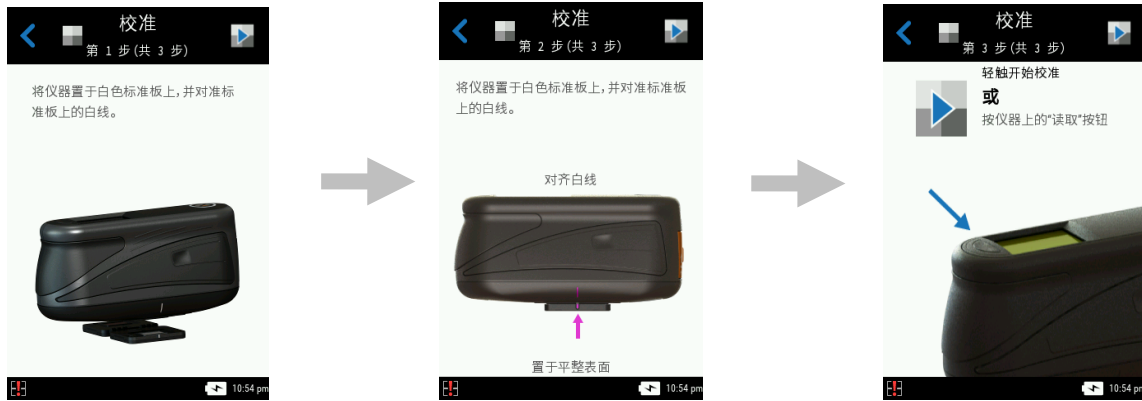 校准
第 1 步(共 3 步)
将仪器置于白色标准板上,并对准标
准板上的白线。
10:54 pm
校准
第 2 步(共 3 步)
将仪器置于白色标准板上,并对准标准板
上的白线。
对齐白线
置于平整表面
10:54 pm
校准
第 3 步(共 3 步)
轻触开始校准
或
按仪器上的“读取”按钮
10:54 pm